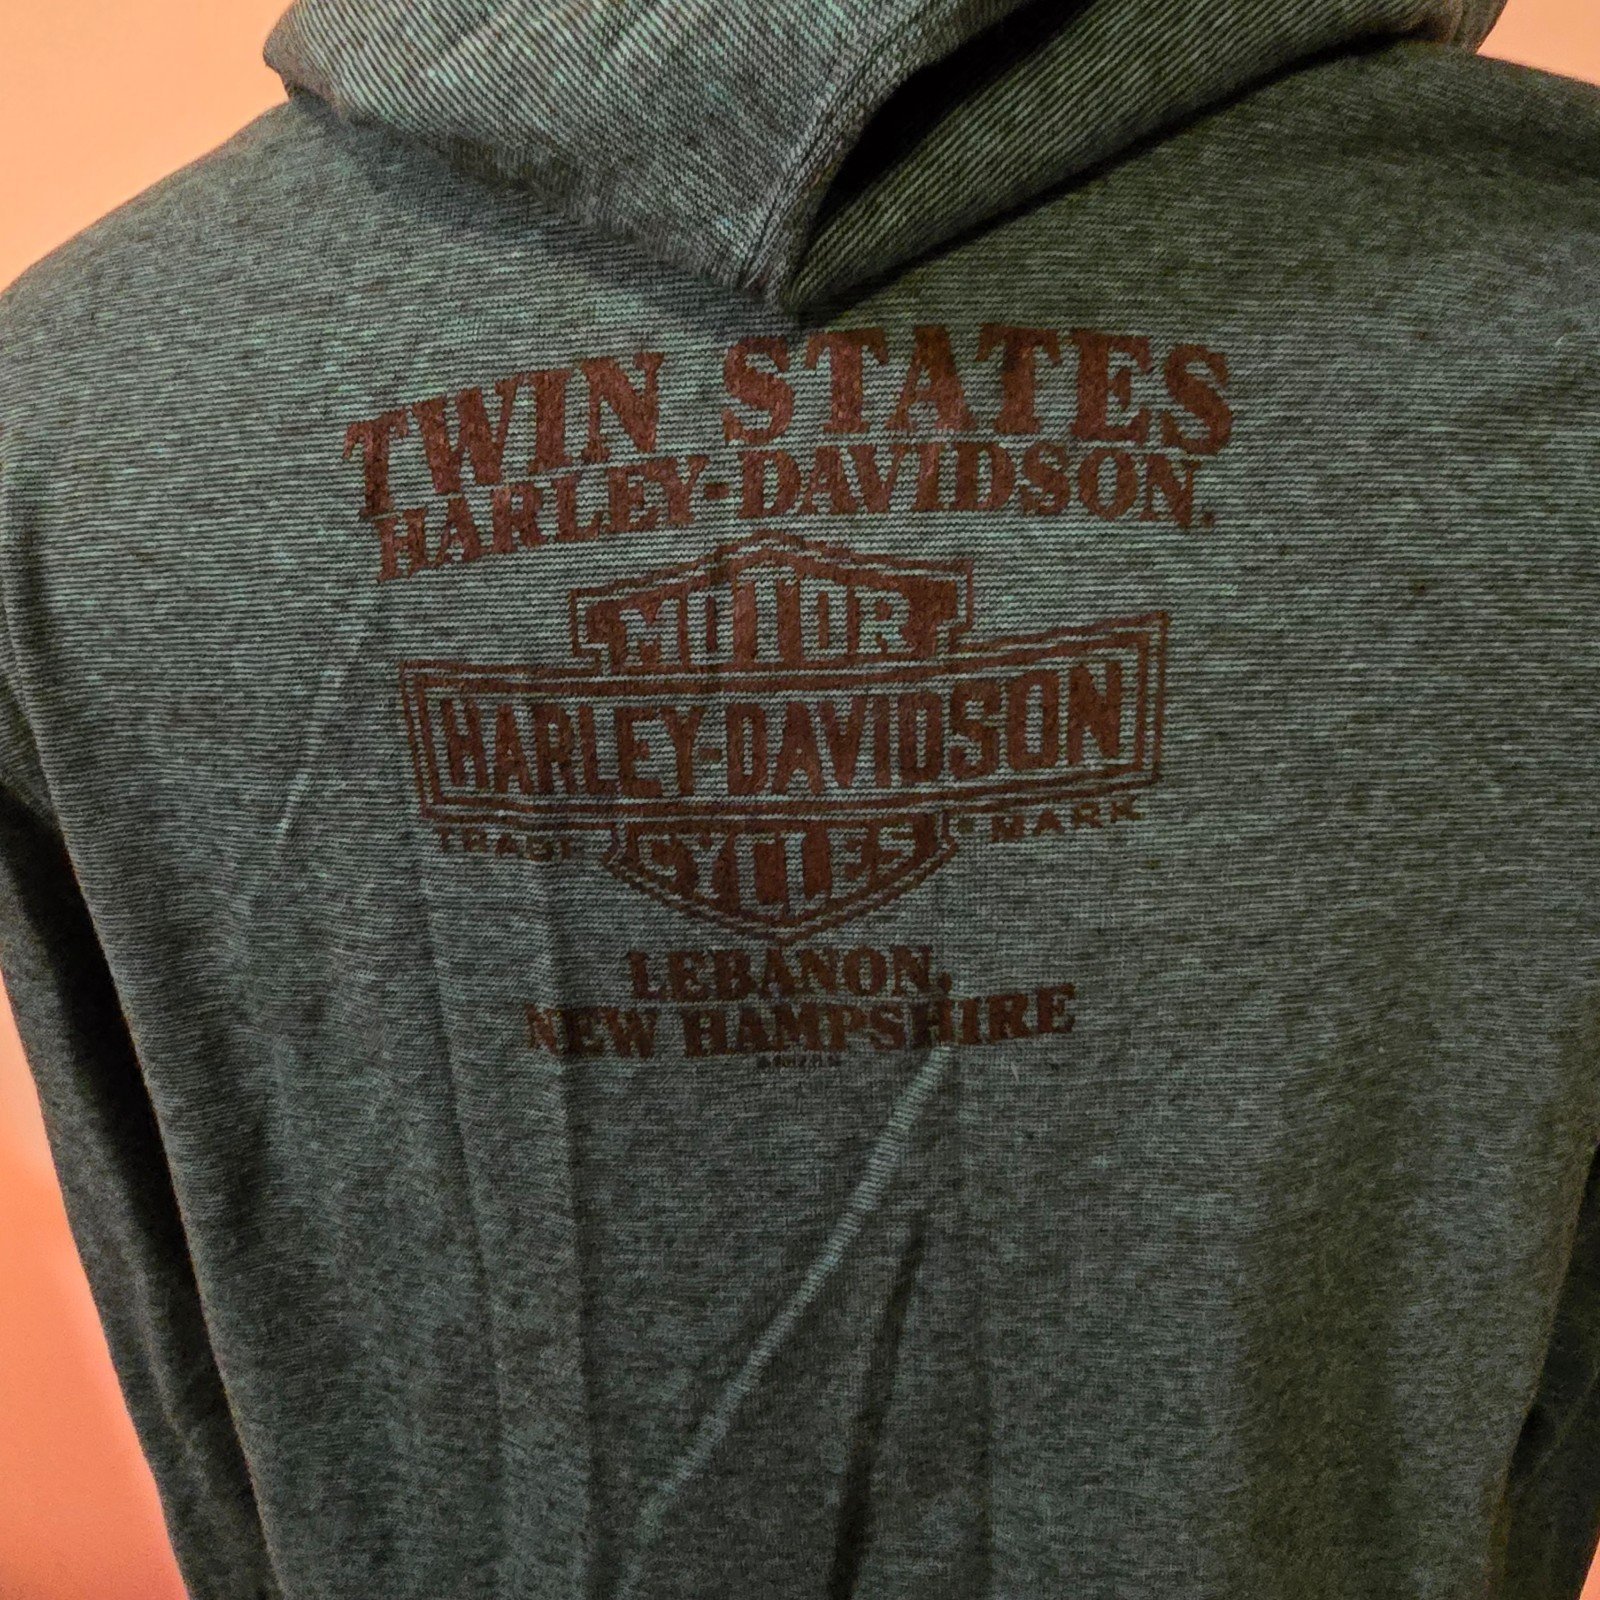 TWIN STATES
HARLEY-DAVIDSON.
MOTOR
HARLEY-DAVIDSON
TRADE MARK
CYCLES
LEBANON,
NEW HAMPSHIRE